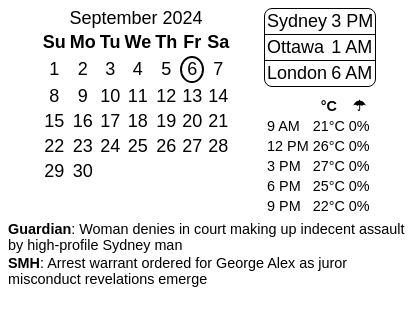 September 2024
Su Mo Tu We Th Fr Sa
1 2 3 4 5 6 7
8 9 10 11 12 13 14
15 16 17 18 19 20 21
22 23 24 25 26 27 28
29 30
Sydney 3 PM
Ottawa 1 AM
London 6 AM
°C ☂
9 AM 21°C 0%
12 PM 26°C 0%
3 PM 27°C 0%
6 PM 25°C 0%
9 PM 22°C 0%
Guardian: Woman denies in court making up indecent assault
by high-profile Sydney man
SMH: Arrest warrant ordered for George Alex as juror
misconduct revelations emerge